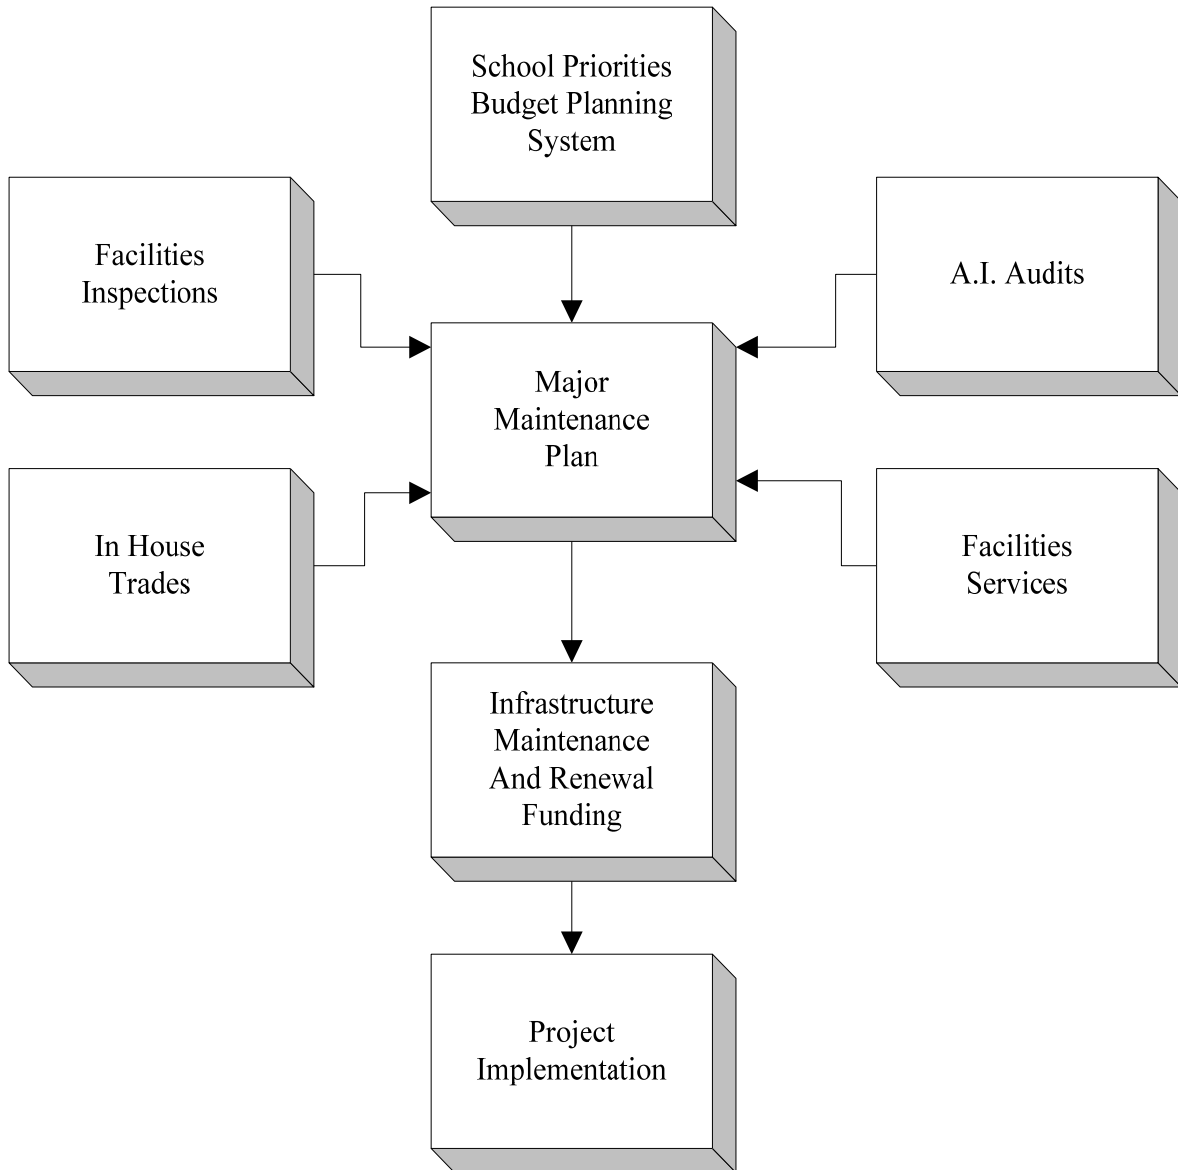 School Priorities
Budget Planning
System
Facilities
Inspections
A.I. Audits
Major
Maintenance
Plan
In House
Trades
Facilities
Services
Infrastructure
Maintenance
And Renewal
Funding
Project
Implementation